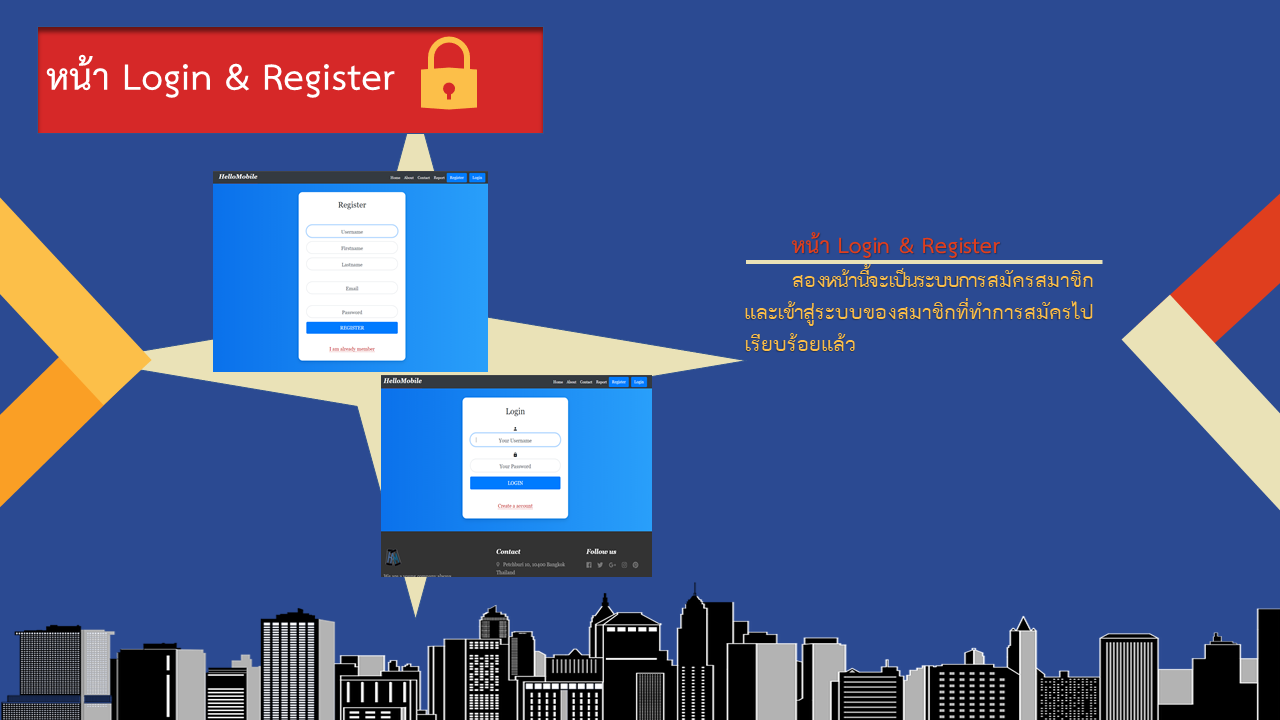 หน้า Login & Register
HelloMobile
Home About Contact Report Register Login
Register
Username
Firstname
Lastname
Email
Password
REGISTER
I am already member
หน้า Login & Register
สองหน้านี้จะเป็นระบบการสมัครสมาชิก
และเข้าสู่ระบบของสมาชิกที่ทำการสมัครไป
เรียบร้อยแล้ว
HelloMobile
Home About Contact Report Register Login
Login
Your Username
Your Password
LOGIN
Create a account
Contact
Follow us
Petchburi 10, 10400 Bangkok
Thailand